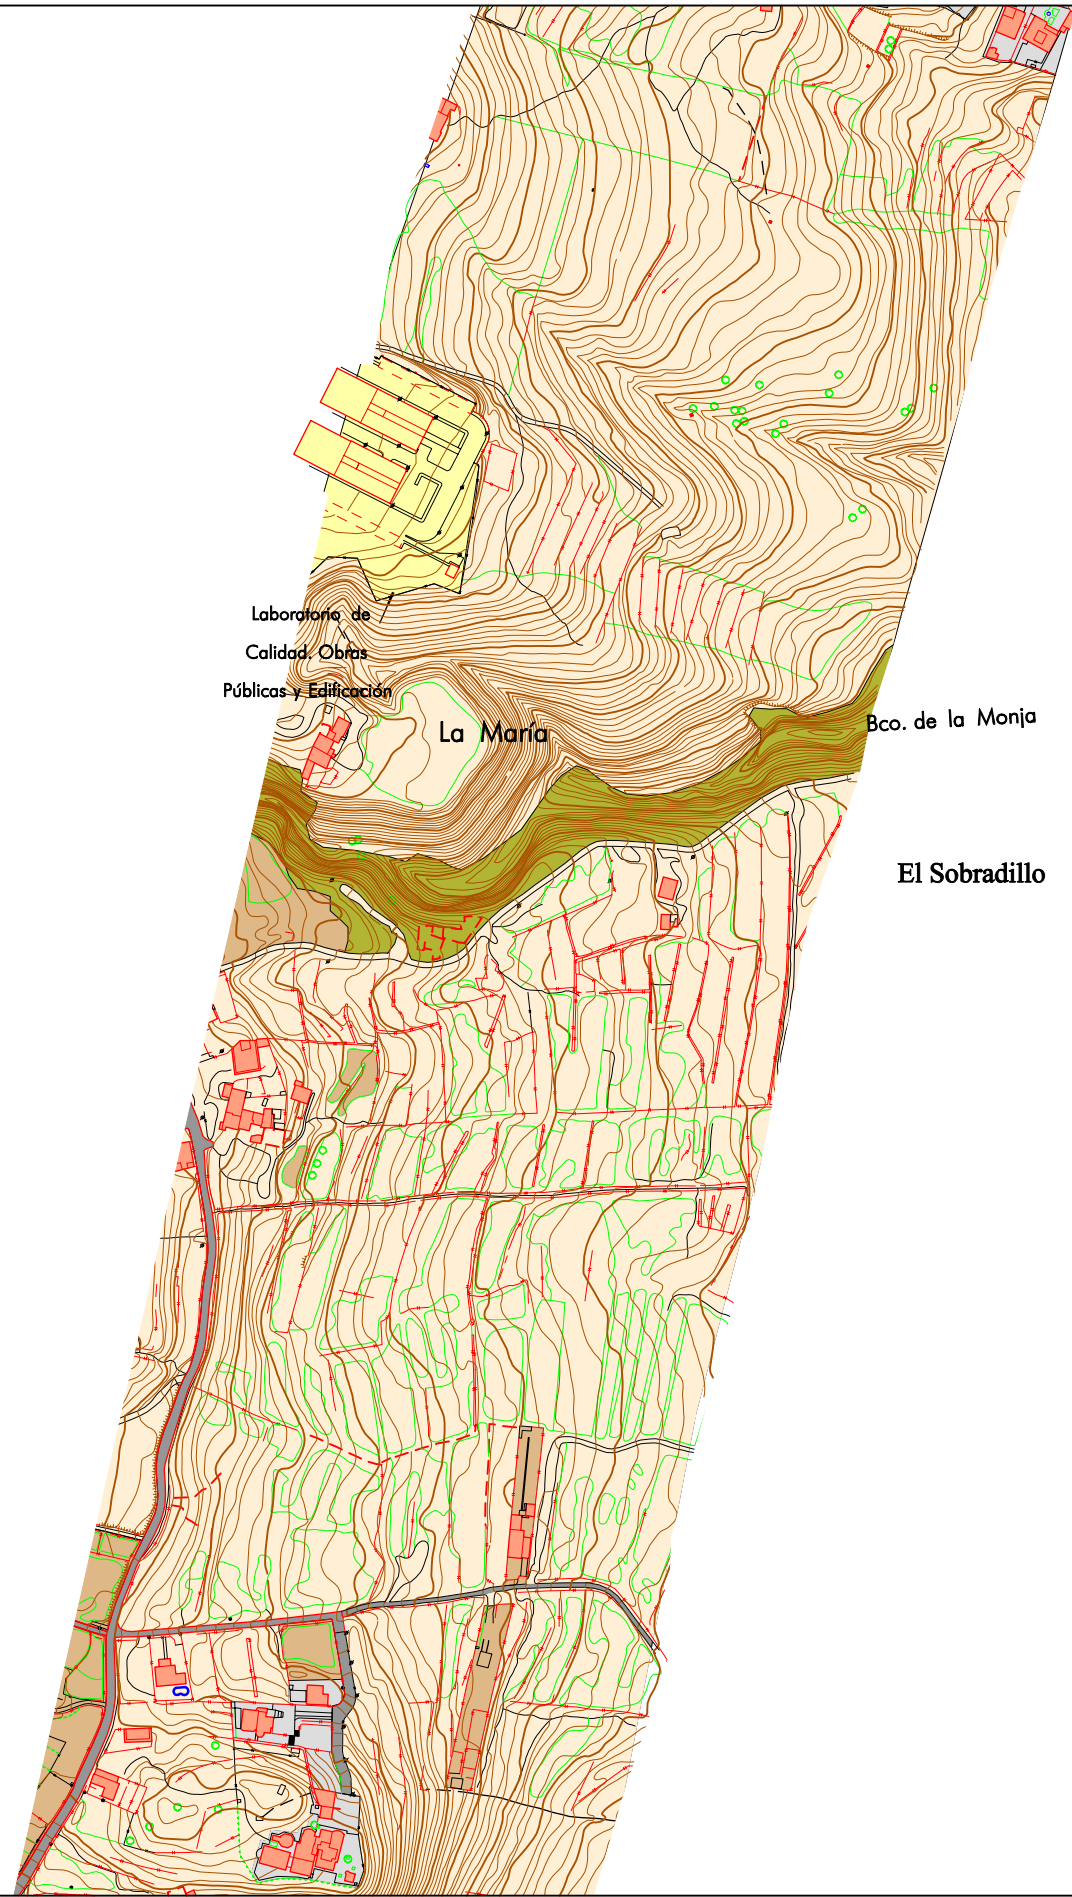 Laboratorio de
Calidad. Obras
Públicas y Edificación
La María
Bco. de la Monja
El Sobradillo